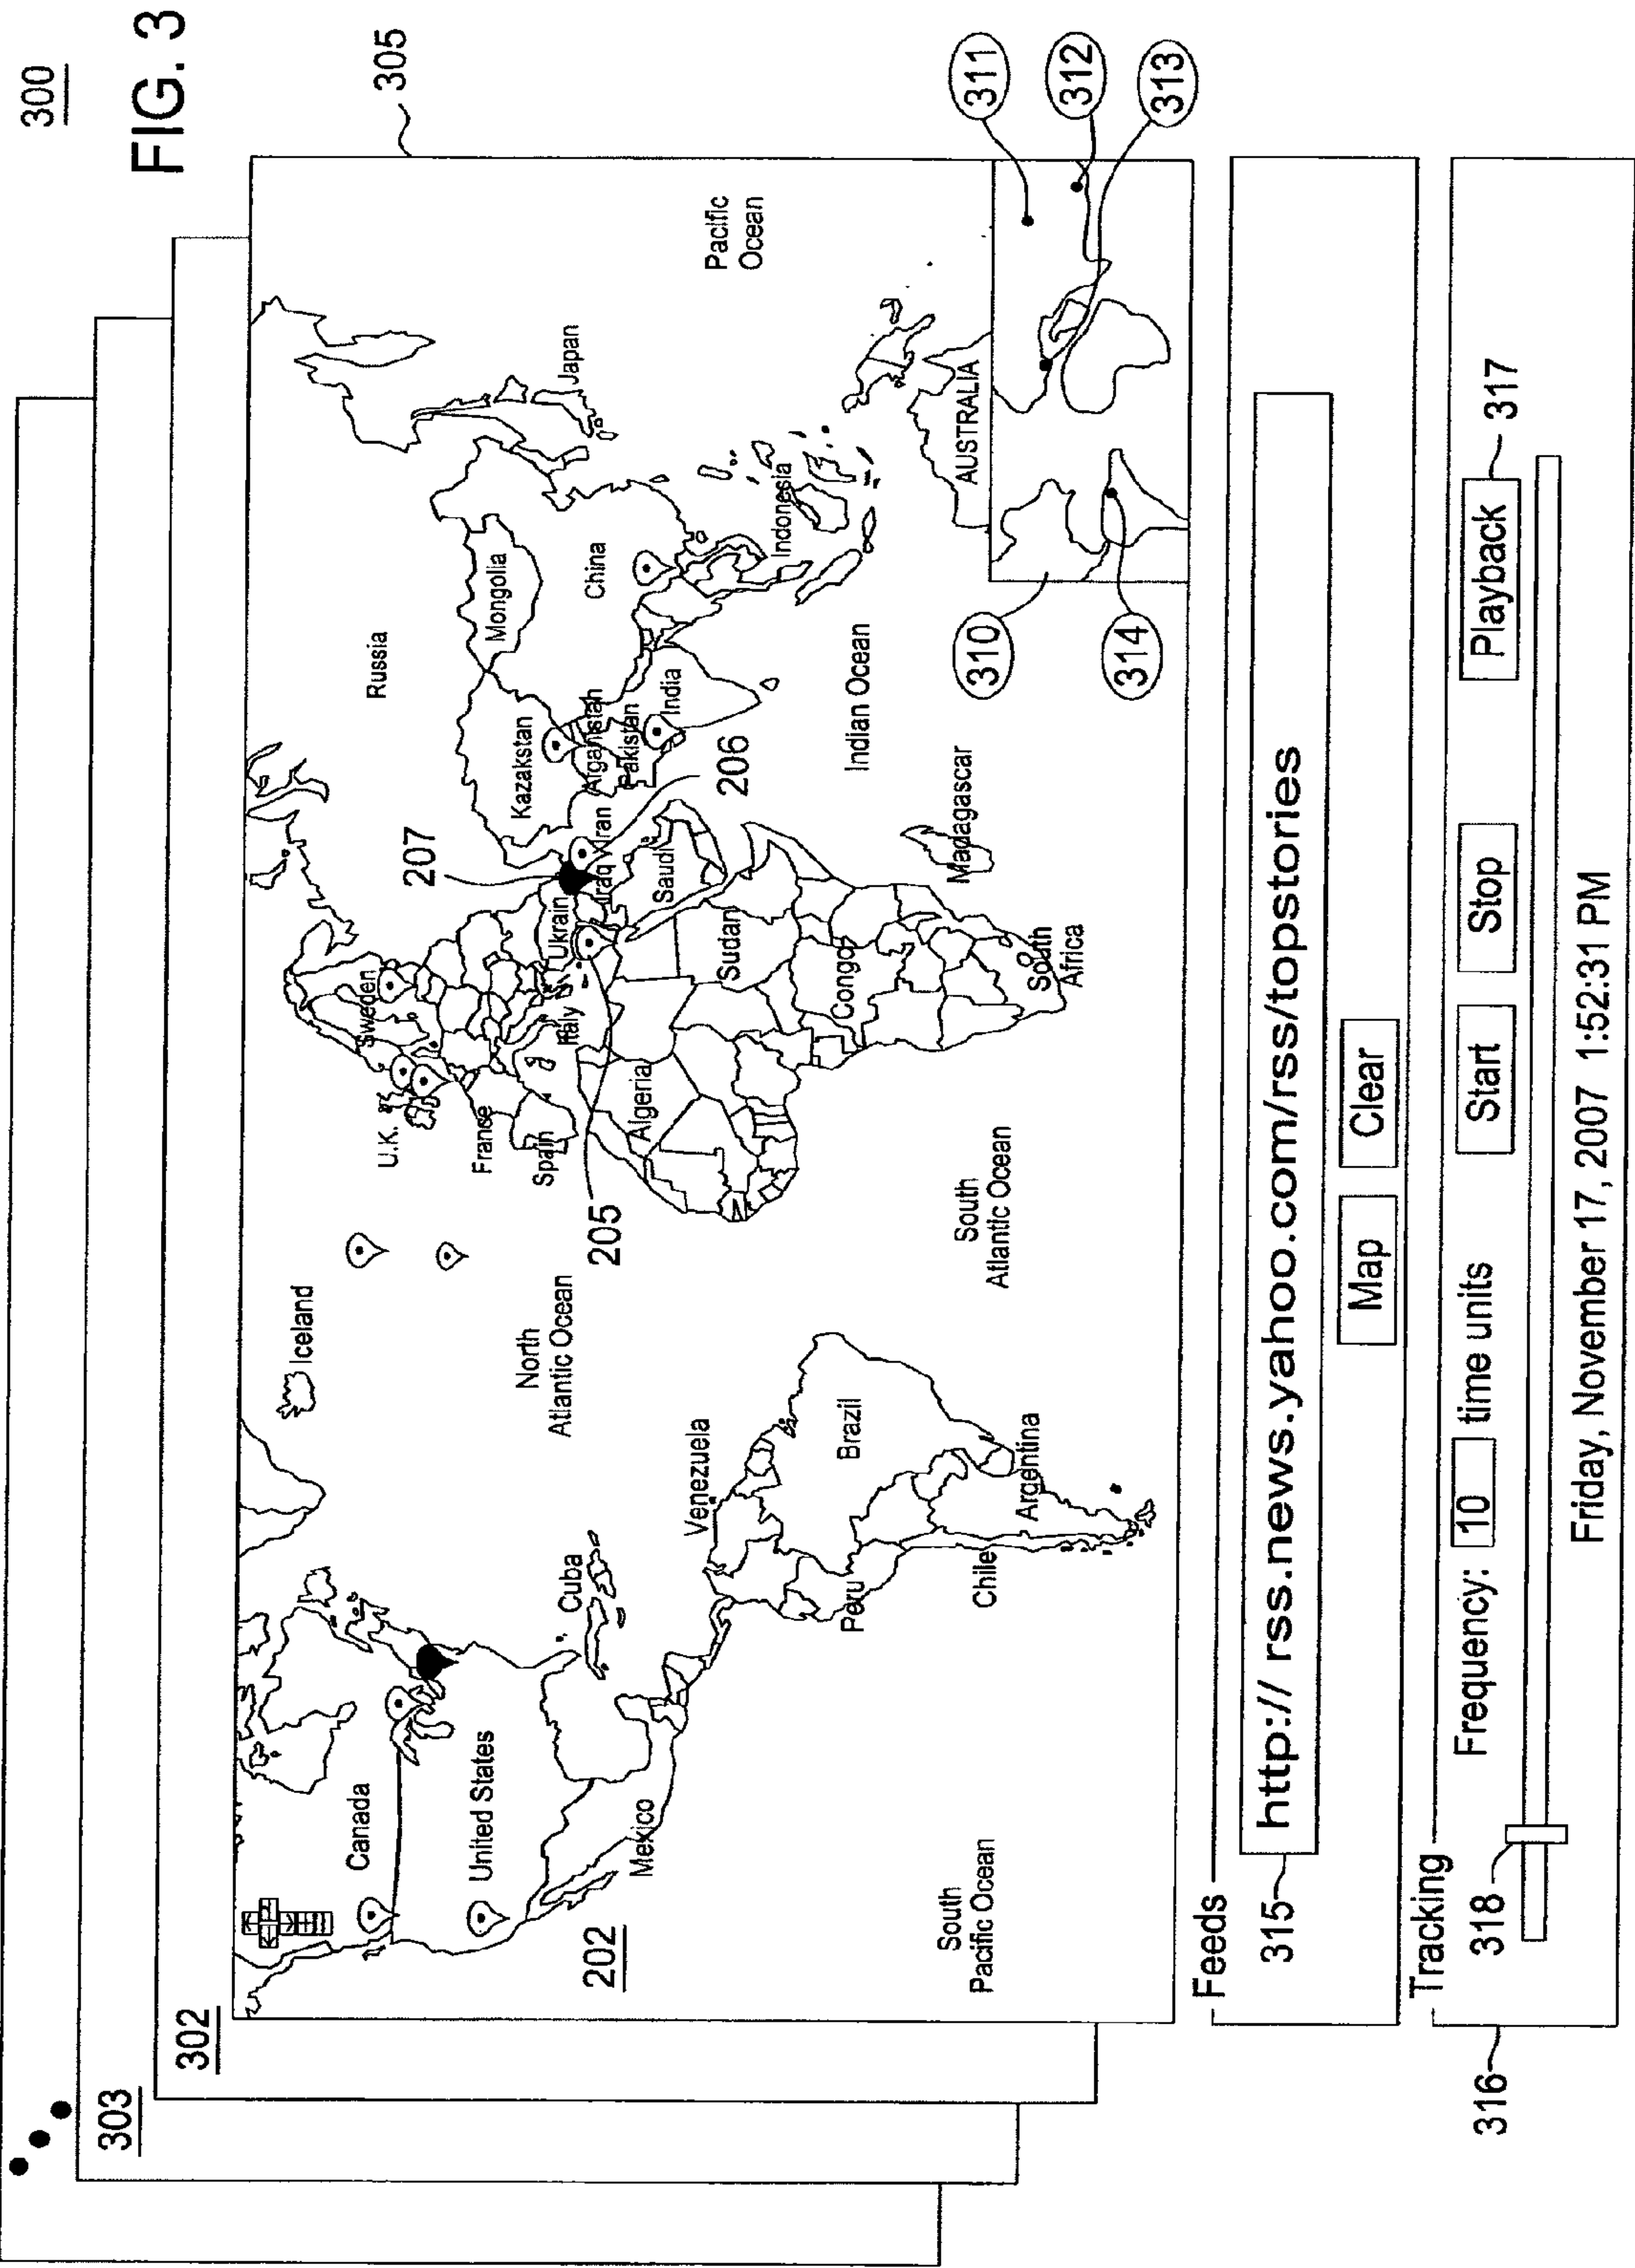 300
FIG. 3
303
302
305
Canada
United States
Mexico
202
Cuba
Venezuela
Peru
Brazil
Chile
Argentina
South
Pacific Ocean
Iceland
North
Atlantic Ocean
South
Atlantic Ocean
U.K.
Sweden
France
Spain
Italy
Ukrain
Algeria
Sudan
Congo
South
Africa
Madagascar
Saudi
Iraq
Iran
205
206
207
Russia
Kazakstan
Mongolia
China
Japan
Afganistan
Pakistan
India
Indonesia
Indian Ocean
AUSTRALIA
Pacific
Ocean
310
311
312
313
314
Feeds
315
http:// rss.news.yahoo.com/rss/topstories
Map Clear
Tracking
316
Frequency: 10 time units Start Stop Playback 317
318
Friday, November 17, 2007 1:52:31 PM